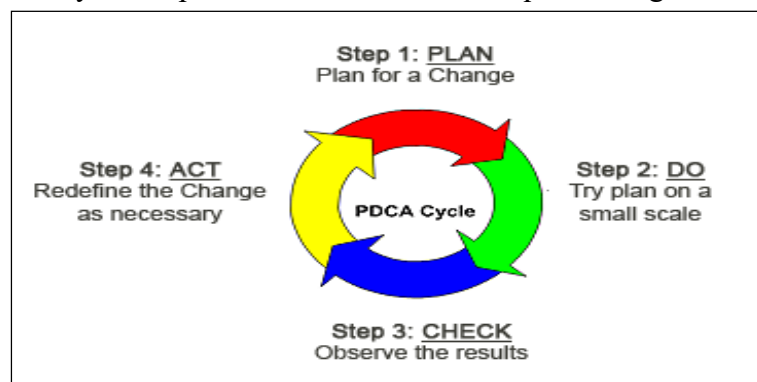 Step 1: PLAN
Plan for a Change
Step 4: ACT
Redefine the Change
as necessary
PDCA Cycle
Step 2: DO
Try plan on a
small scale
Step 3: CHECK
Observe the results